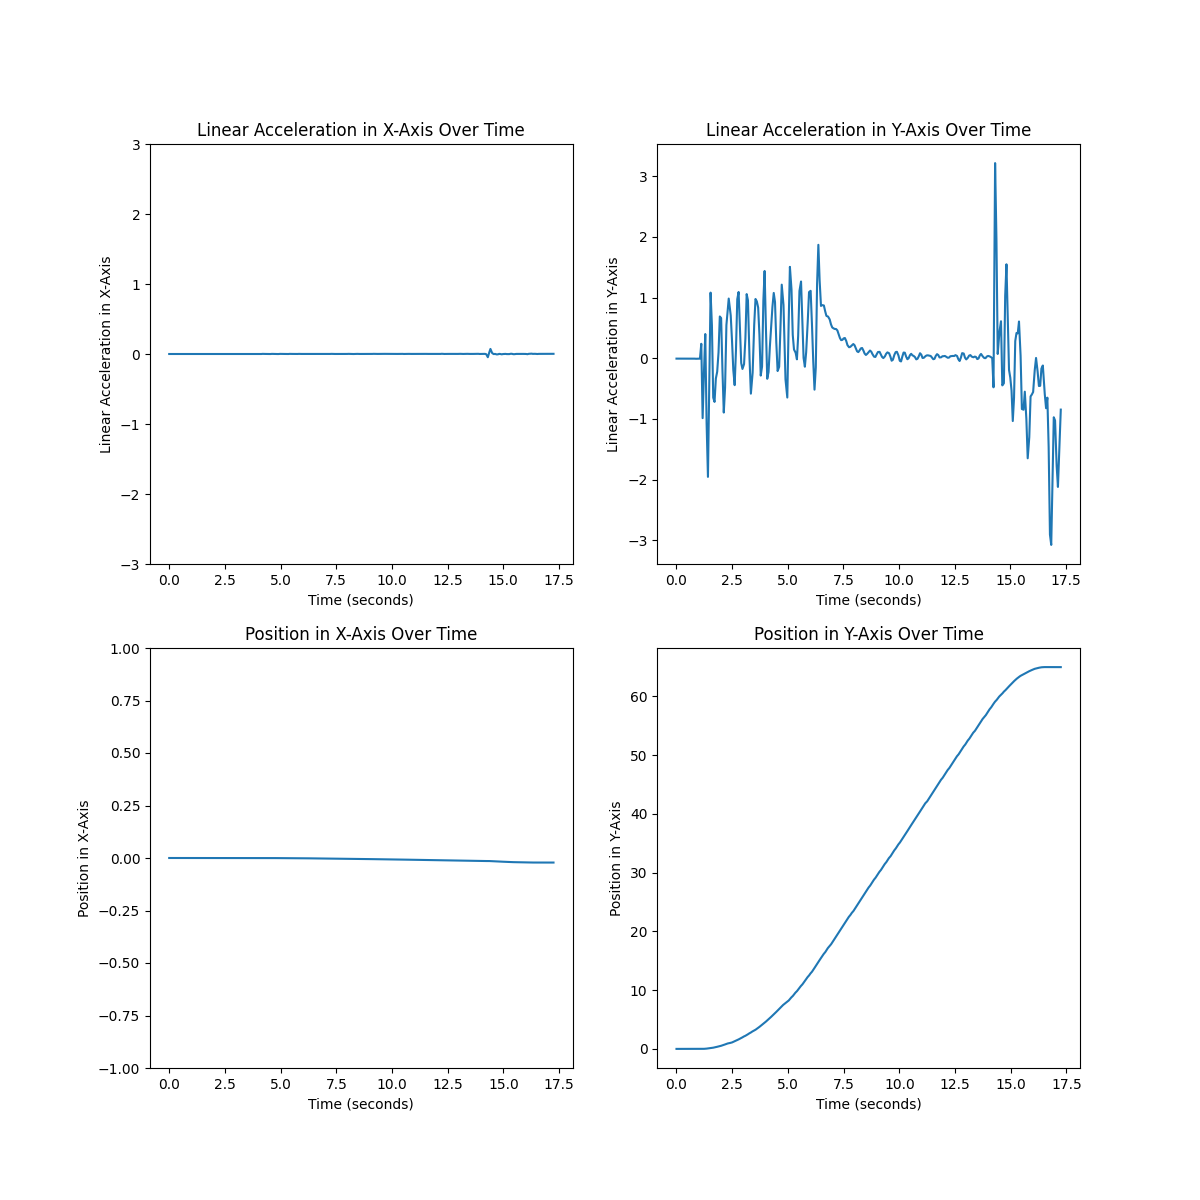 Linear Acceleration in X-Axis Over Time
3
2
1
0
−1
−2
−3
Linear Acceleration in X-Axis
0.0 2.5 5.0 7.5 10.0 12.5 15.0 17.5
Time (seconds)
Linear Acceleration in Y-Axis Over Time
3
2
1
0
−1
−2
−3
Linear Acceleration in Y-Axis
0.0 2.5 5.0 7.5 10.0 12.5 15.0 17.5
Time (seconds)
Position in X-Axis Over Time
1.00
0.75
0.50
0.25
0.00
−0.25
−0.50
−0.75
−1.00
Position in X-Axis
0.0 2.5 5.0 7.5 10.0 12.5 15.0 17.5
Time (seconds)
Position in Y-Axis Over Time
60
50
40
30
20
10
0
Position in Y-Axis
0.0 2.5 5.0 7.5 10.0 12.5 15.0 17.5
Time (seconds)